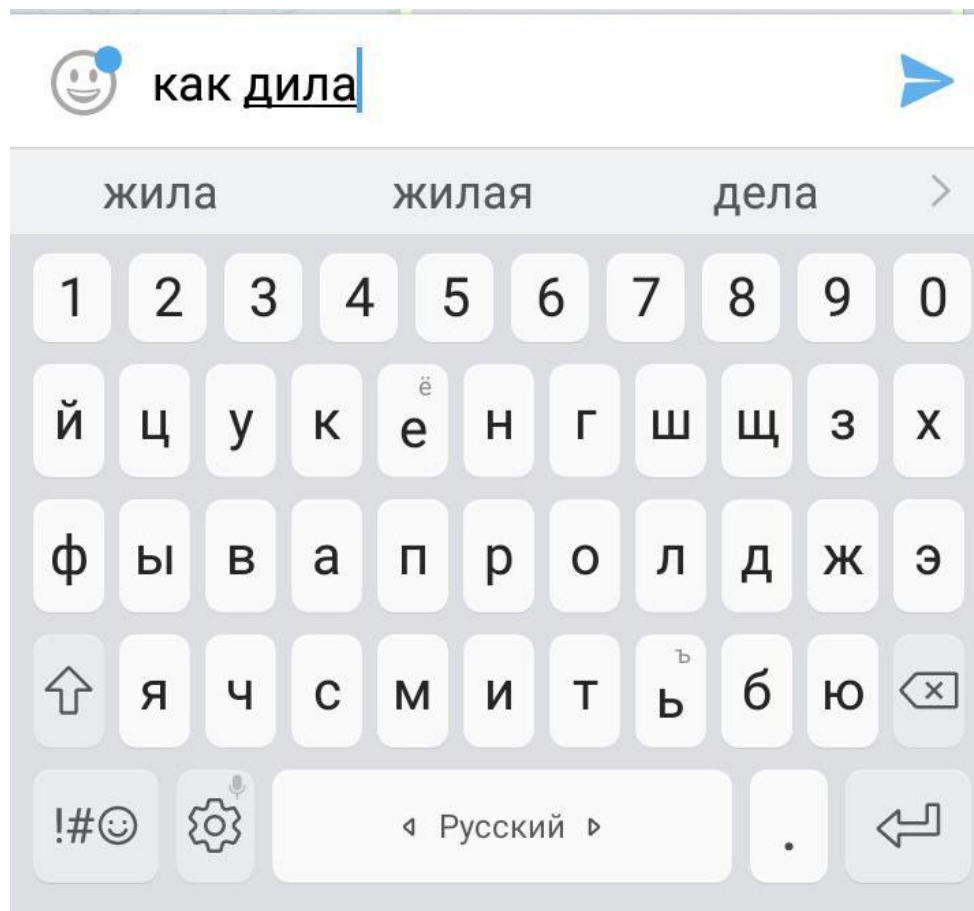 как дила
жила жилая дела
1 2 3 4 5 6 7 8 9 0
ё
й ц у к е н г ш щ з х
ф ы в а п р о л д ж э
ъ
я ч с м и т ь б ю
!#☺ Русский .